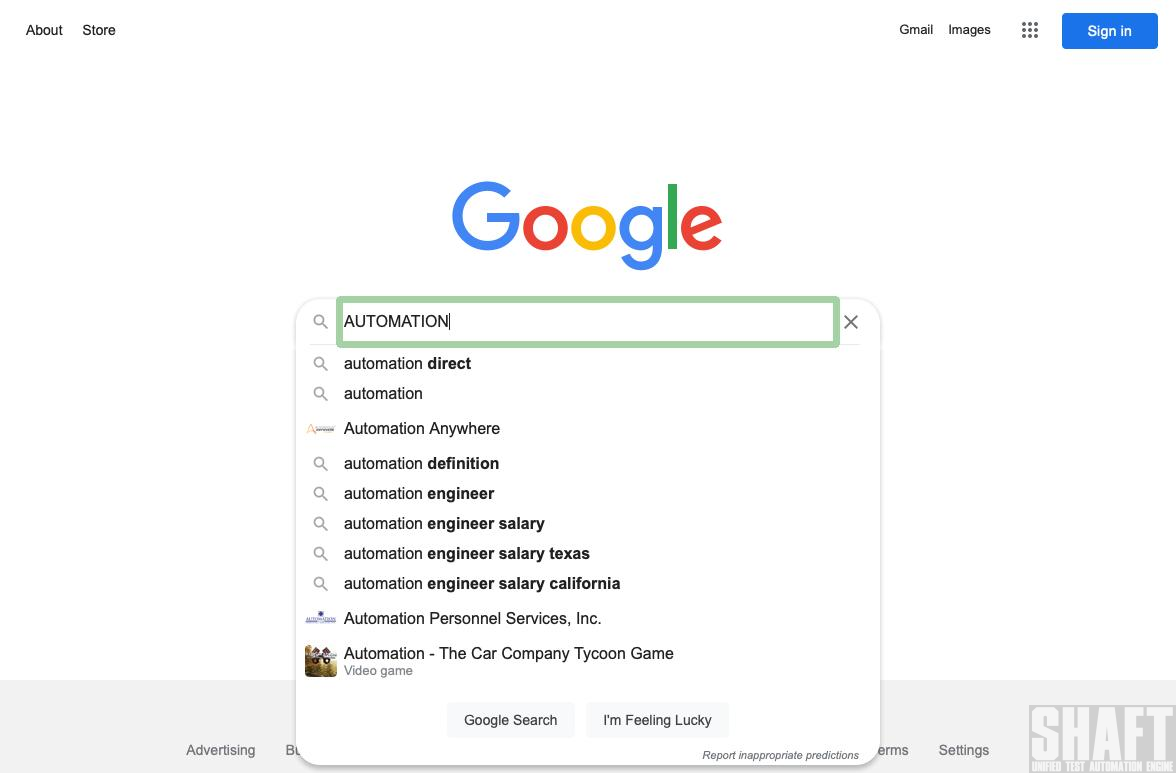 About Store Gmail Images Sign in
Google
AUTOMATION
automation direct
automation
Automation Anywhere
automation definition
automation engineer
automation engineer salary
automation engineer salary texas
automation engineer salary california
Automation Personnel Services, Inc.
Automation - The Car Company Tycoon Game
Video game
Google Search I'm Feeling Lucky
Report inappropriate predictions
Advertising Bu erms Settings
SHAFT
UNIFIED TEST AUTOMATION ENGINE